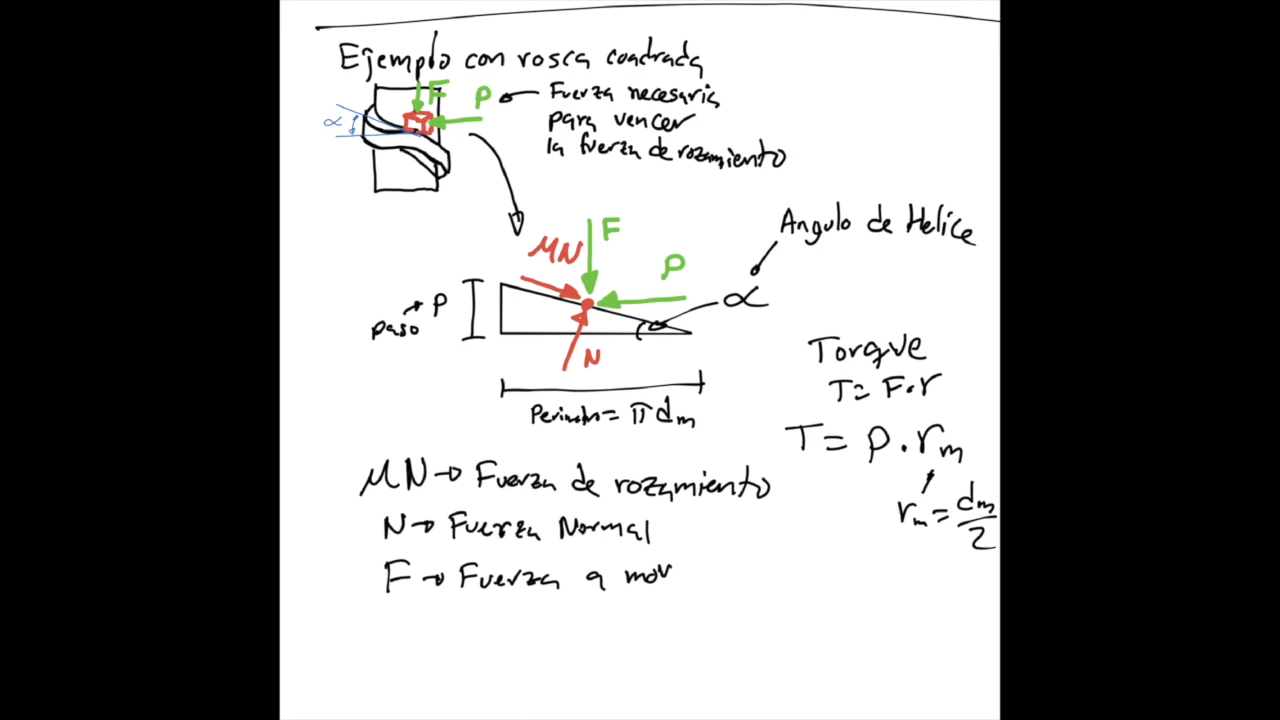 Ejemplo con rosca cuadrada
F
P
Fuerza necesaria
para vencer
la fuerza de rozamiento
α
Angulo de Helice
F
μN
P
α
paso → P
N
Perimetro = π dm
Torque
T = F·r
T = P · rm
rm = dm/2
μN → Fuerza de rozamiento
N → Fuerza Normal
F → Fuerza a mov